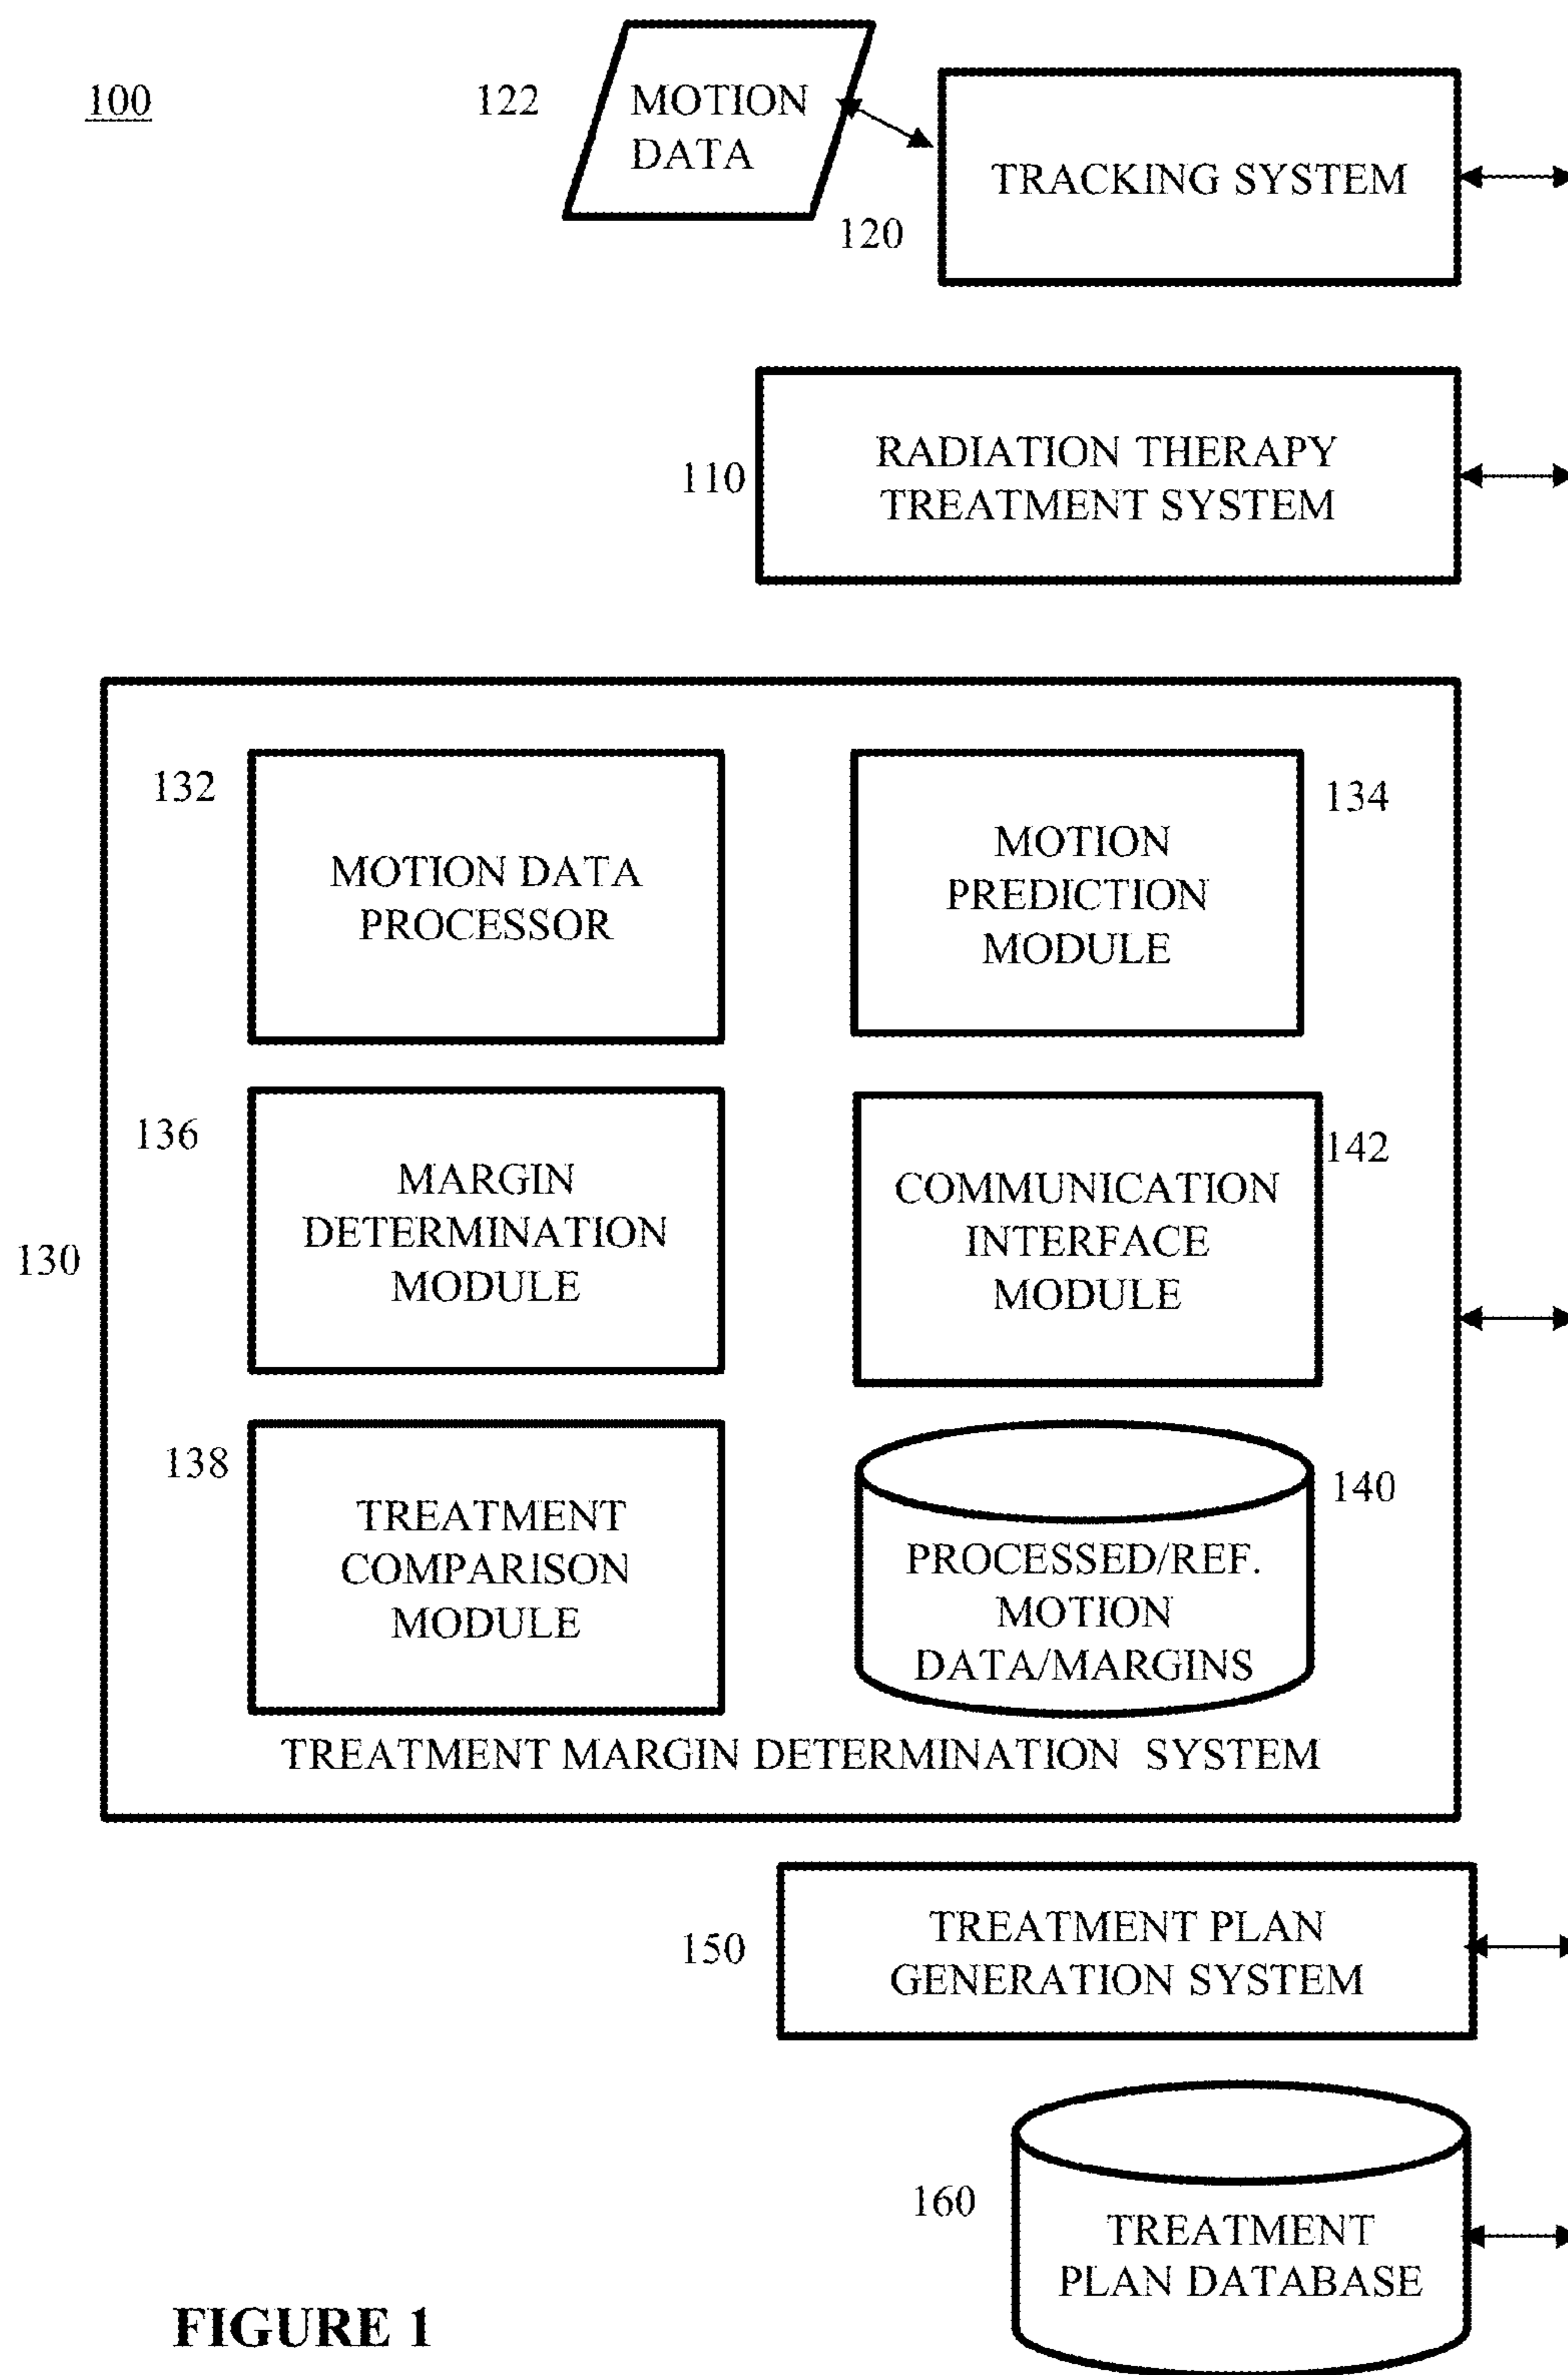 100
122
MOTION
DATA
120
TRACKING SYSTEM
110
RADIATION THERAPY
TREATMENT SYSTEM
132
MOTION DATA
PROCESSOR
134
MOTION
PREDICTION
MODULE
136
MARGIN
DETERMINATION
MODULE
142
COMMUNICATION
INTERFACE
MODULE
130
138
TREATMENT
COMPARISON
MODULE
140
PROCESSED/REF.
MOTION
DATA/MARGINS
TREATMENT MARGIN DETERMINATION SYSTEM
150
TREATMENT PLAN
GENERATION SYSTEM
160
TREATMENT
PLAN DATABASE
FIGURE 1